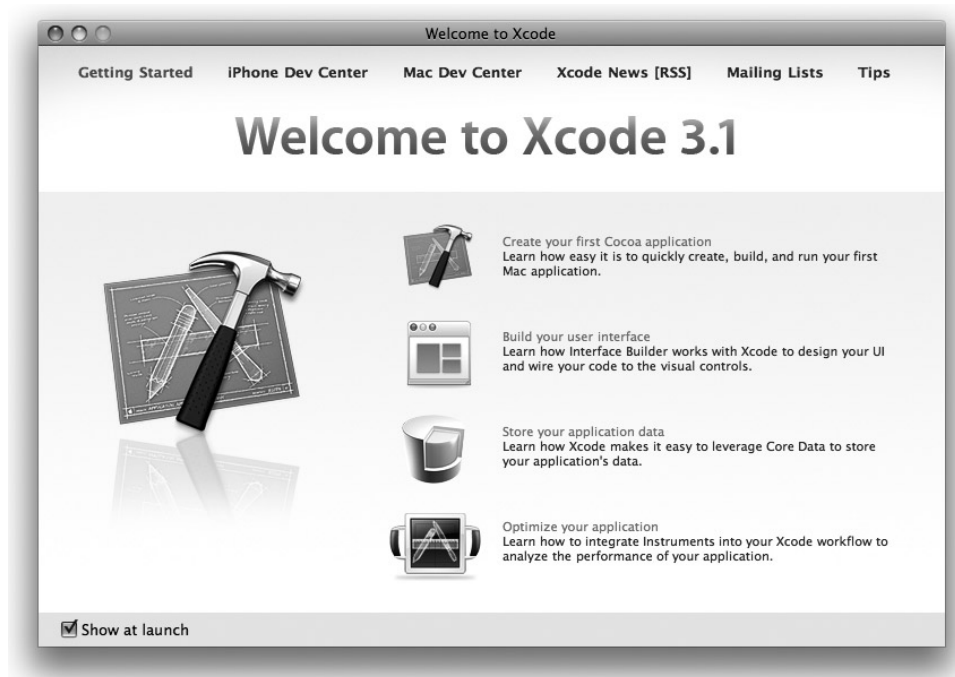 Welcome to Xcode
Getting Started iPhone Dev Center Mac Dev Center Xcode News [RSS] Mailing Lists Tips
Welcome to Xcode 3.1
Create your first Cocoa application
Learn how easy it is to quickly create, build, and run your first
Mac application.
Build your user interface
Learn how Interface Builder works with Xcode to design your UI
and wire your code to the visual controls.
Store your application data
Learn how Xcode makes it easy to leverage Core Data to store
your application's data.
Optimize your application
Learn how to integrate Instruments into your Xcode workflow to
analyze the performance of your application.
Show at launch